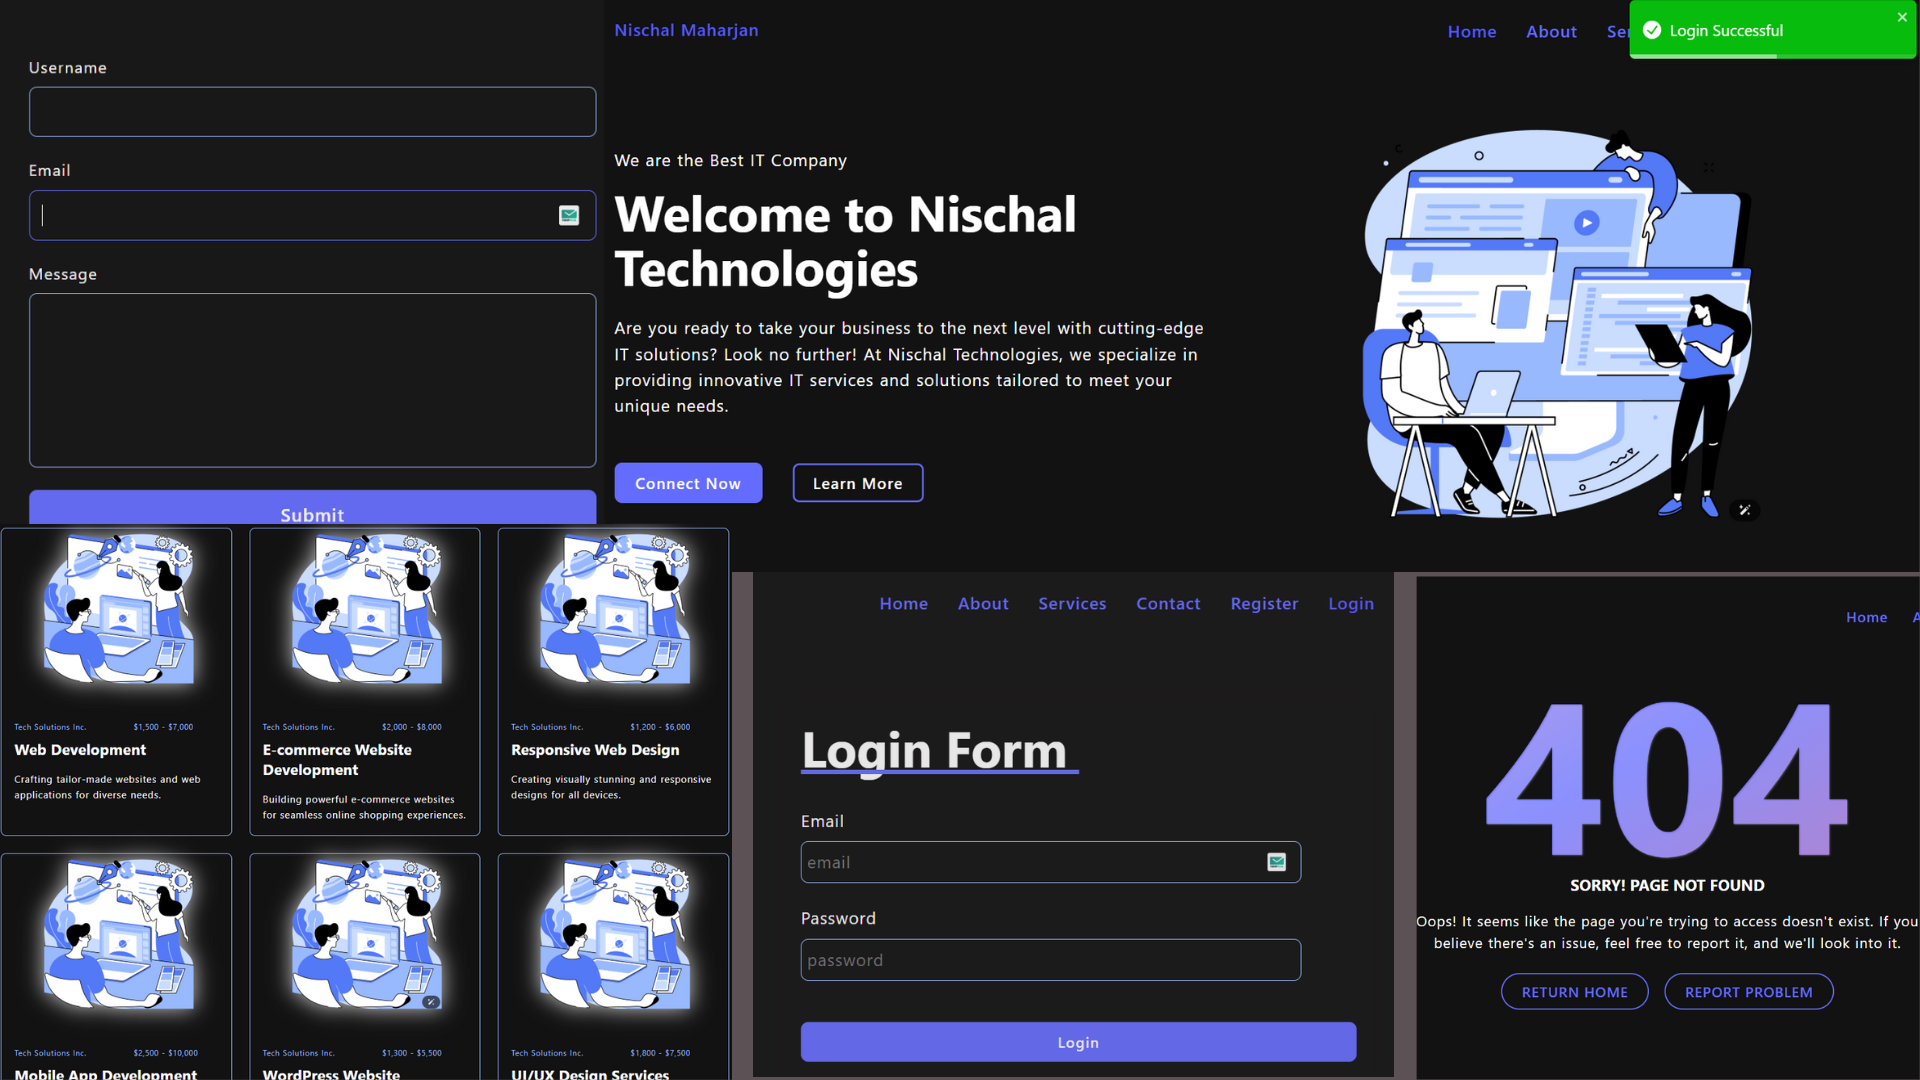 Username
Email
Message
Submit
Nischal Maharjan
Home About
Login Successful
We are the Best IT Company
Welcome to Nischal
Technologies
Are you ready to take your business to the next level with cutting-edge
IT solutions? Look no further! At Nischal Technologies, we specialize in
providing innovative IT services and solutions tailored to meet your
unique needs.
Connect Now Learn More
Tech Solutions Inc. $1,500 - $7,000
Web Development
Crafting tailor-made websites and web
applications for diverse needs.
Tech Solutions Inc. $2,000 - $8,000
E-commerce Website
Development
Building powerful e-commerce websites
for seamless online shopping experiences.
Tech Solutions Inc. $1,200 - $6,000
Responsive Web Design
Creating visually stunning and responsive
designs for all devices.
Tech Solutions Inc. $2,500 - $10,000
Mobile App Development
Tech Solutions Inc. $1,300 - $5,500
WordPress Website
Tech Solutions Inc. $1,800 - $7,500
UI/UX Design Services
Home About Services Contact Register Login
Login Form
Email
email
Password
password
Login
Home
404
SORRY! PAGE NOT FOUND
Oops! It seems like the page you're trying to access doesn't exist. If you
believe there's an issue, feel free to report it, and we'll look into it.
RETURN HOME REPORT PROBLEM